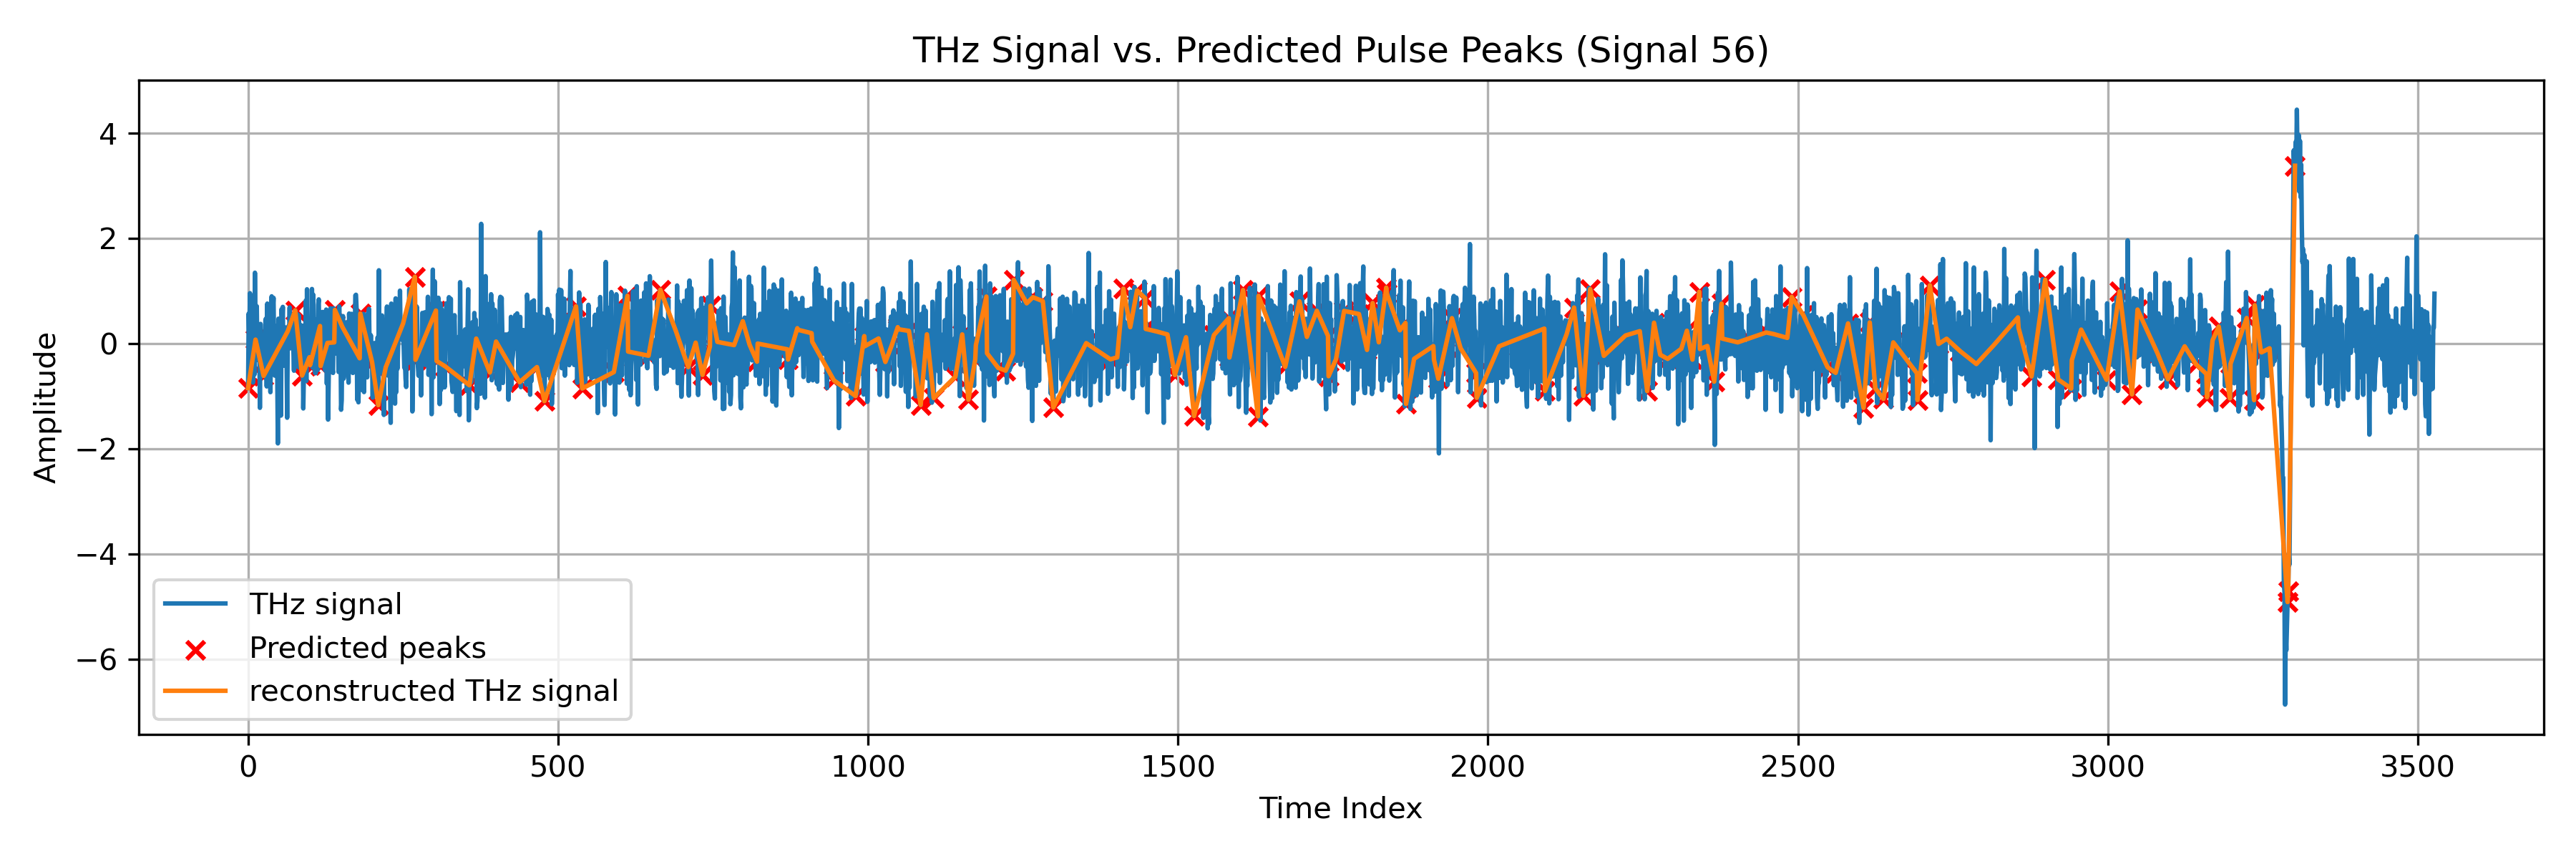 THz Signal vs. Predicted Pulse Peaks (Signal 56)
Amplitude
4
2
0
−2
−4
−6
THz signal
Predicted peaks
reconstructed THz signal
0 500 1000 1500 2000 2500 3000 3500
Time Index